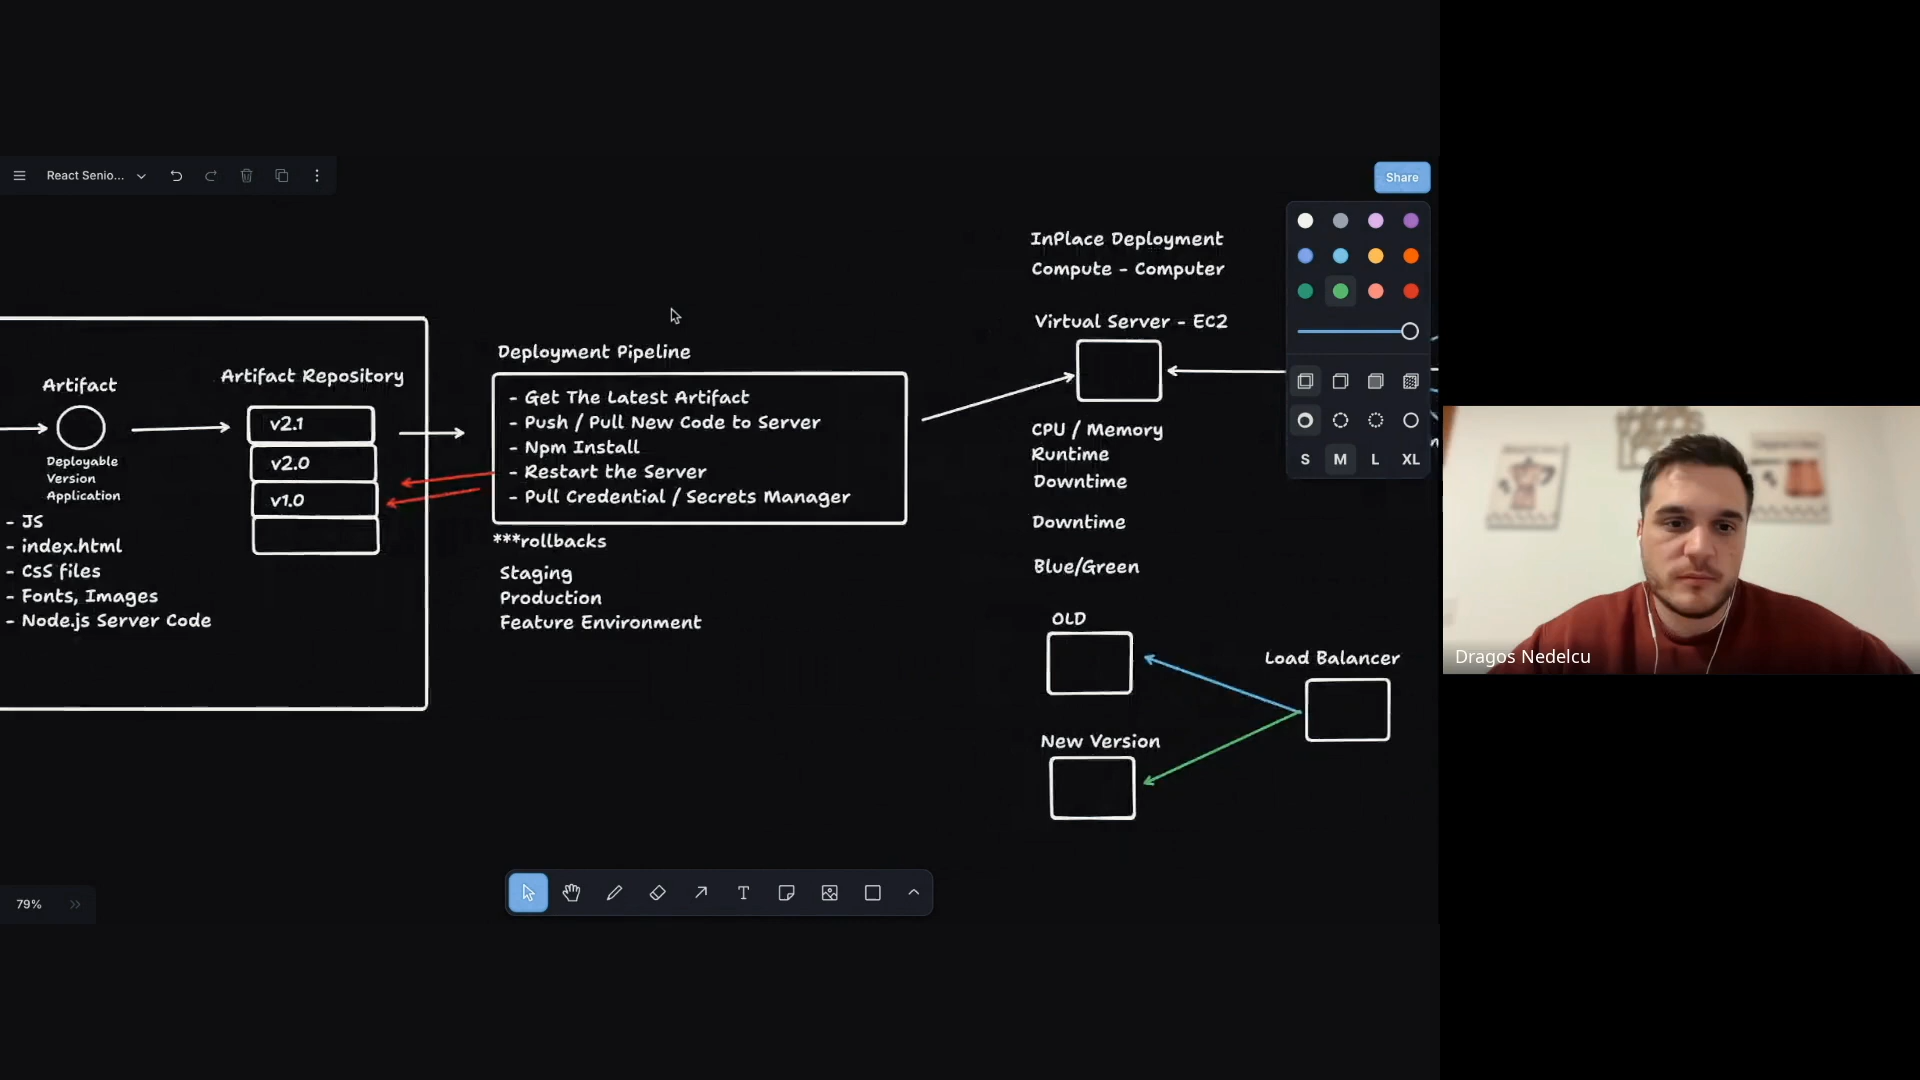 React Senio...
Share
InPlace Deployment
Compute - Computer
Virtual Server - EC2
Deployment Pipeline
Artifact Repository
Artifact
- Get The Latest Artifact
- Push / Pull New Code to Server
- Npm Install
- Restart the Server
- Pull Credential / Secrets Manager
v2.1
v2.0
v1.0
Deployable
Version
Application
- JS
- index.html
- CSS files
- Fonts, Images
- Node.js Server Code
***rollbacks
Staging
Production
Feature Environment
CPU / Memory
Runtime
Downtime
Downtime
Blue/Green
OLD
Load Balancer
New Version
S M L XL
79%
Dragos Nedelcu